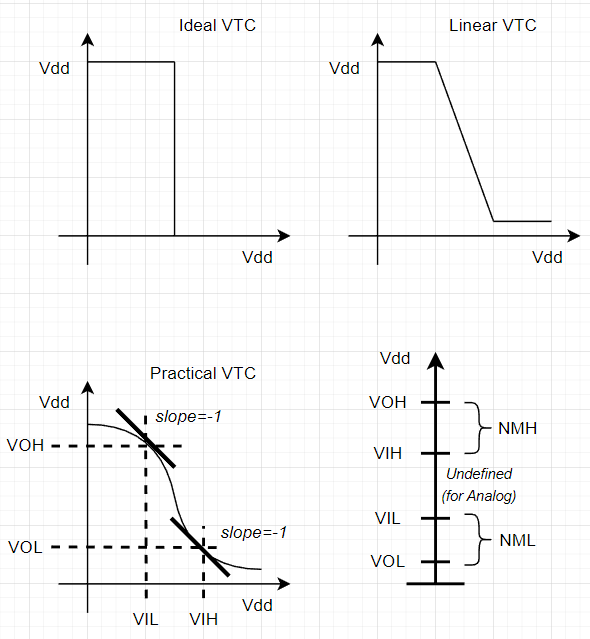 Ideal VTC
Vdd
Vdd
Linear VTC
Vdd
Vdd
Practical VTC
Vdd
slope=-1
VOH
slope=-1
VOL
Vdd
VIL
VIH
Vdd
VOH
NMH
VIH
Undefined
(for Analog)
VIL
NML
VOL